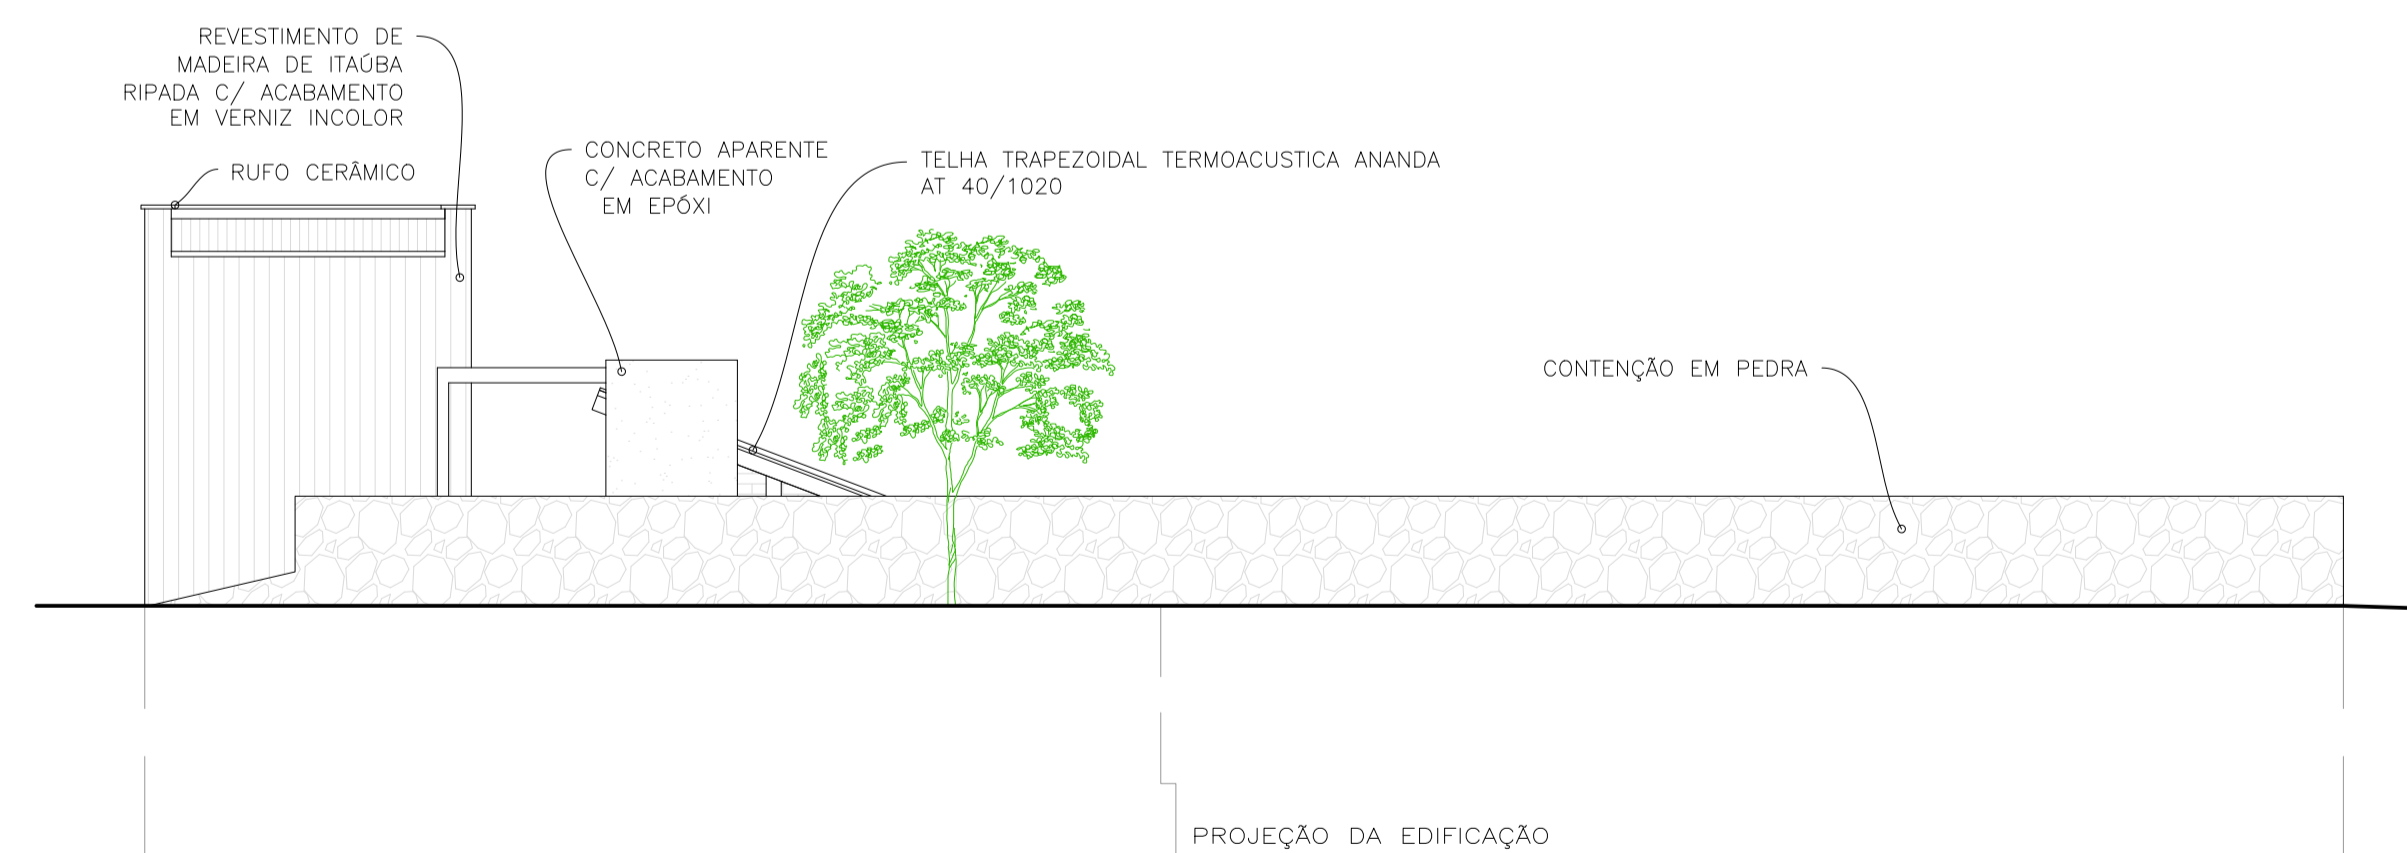 REVESTIMENTO DE
MADEIRA DE ITAÚBA
RIPADA C/ ACABAMENTO
EM VERNIZ INCOLOR
RUFO CERÂMICO
CONCRETO APARENTE
C/ ACABAMENTO
EM EPÓXI
TELHA TRAPEZOIDAL TERMOACUSTICA ANANDA
AT 40/1020
CONTENÇÃO EM PEDRA
PROJEÇÃO DA EDIFICAÇÃO